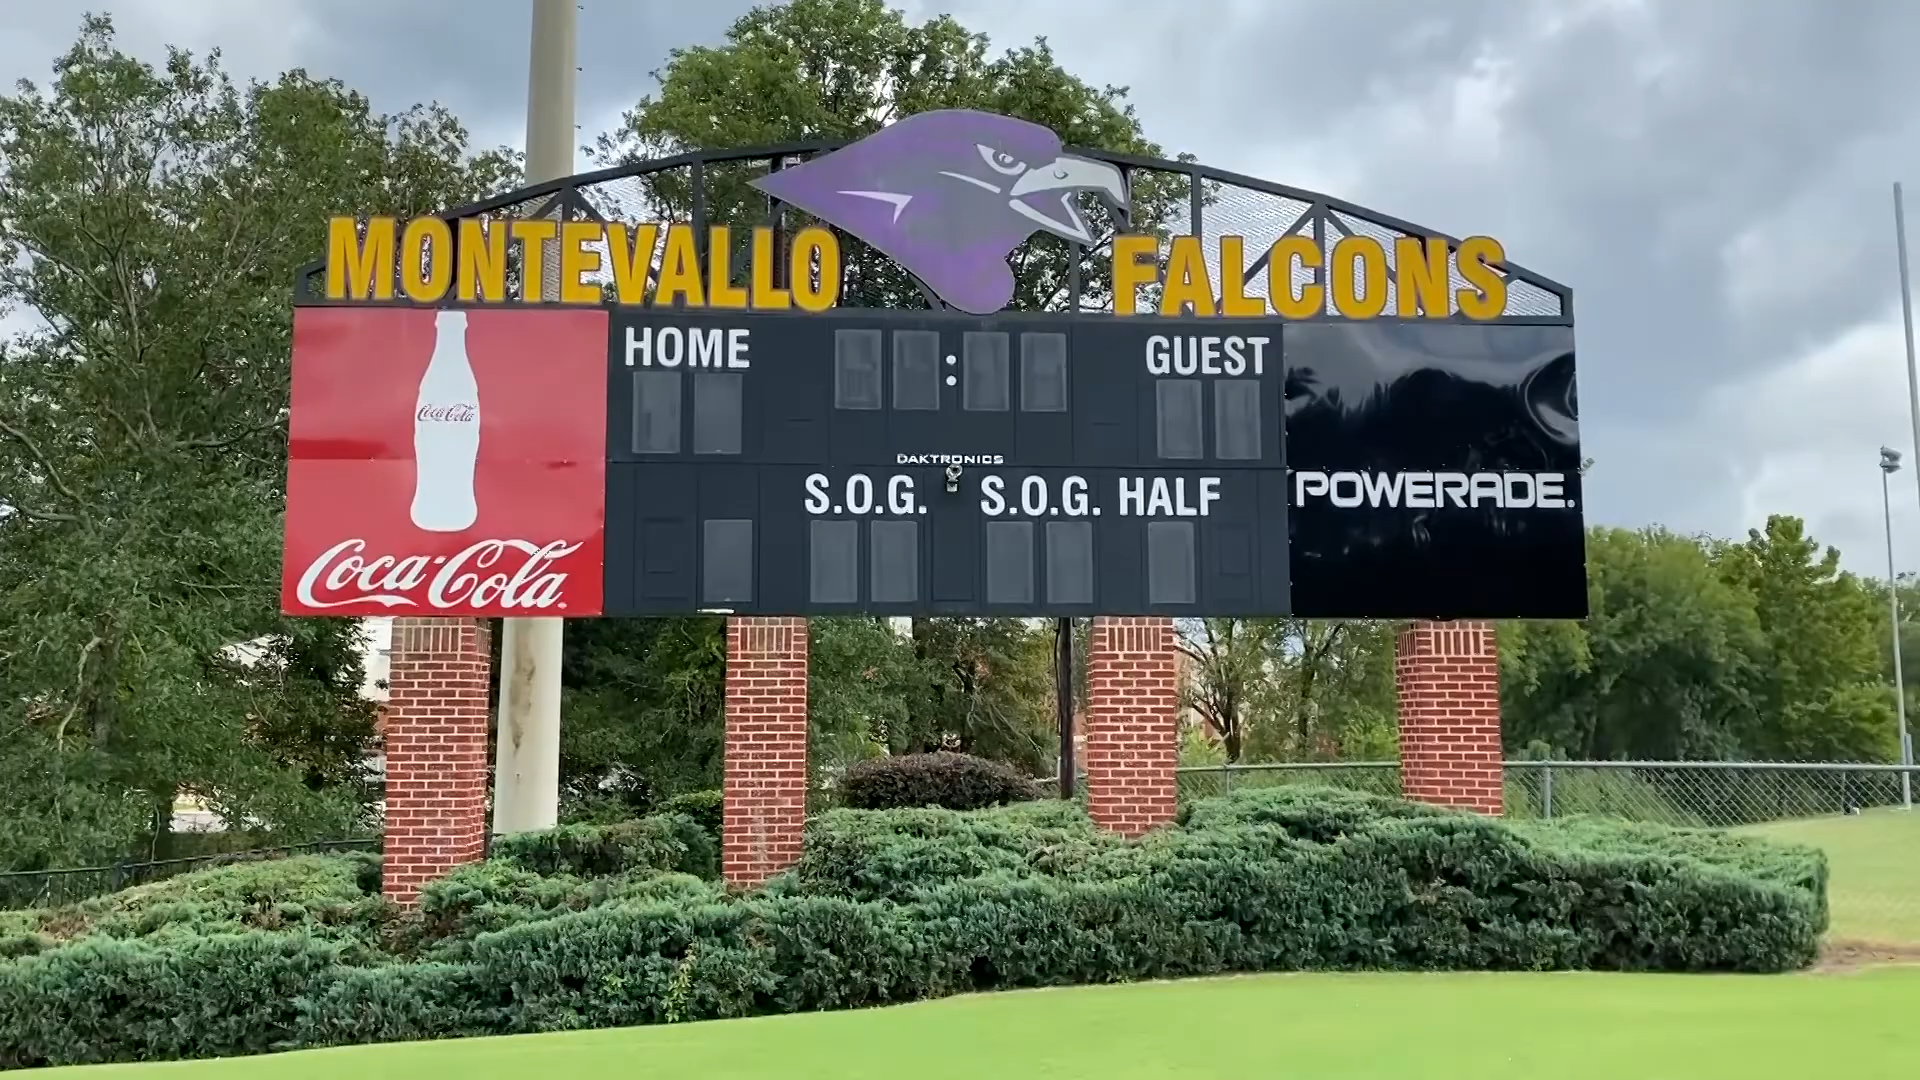 MONTEVALLO FALCONS
HOME : GUEST
Coca-Cola
DAKTRONICS
S.O.G. S.O.G. HALF
POWERADE.
Coca-Cola